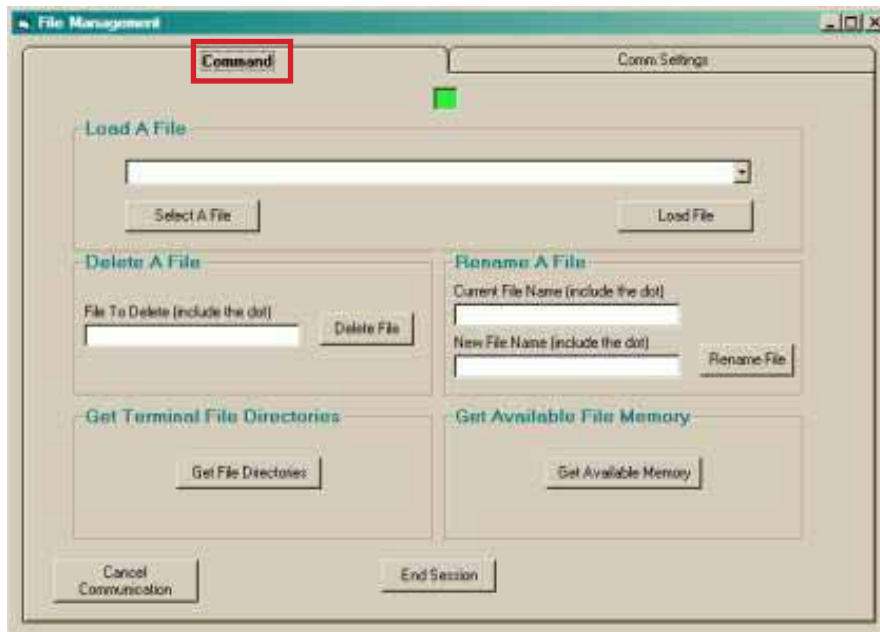 File Management
Command
Comm Settings
Load A File
Select A File
Load File
Delete A File
File To Delete (include the dot)
Delete File
Rename A File
Current File Name (include the dot)
New File Name (include the dot)
Rename File
Get Terminal File Directories
Get File Directories
Get Available File Memory
Get Available Memory
Cancel
Communication
End Session